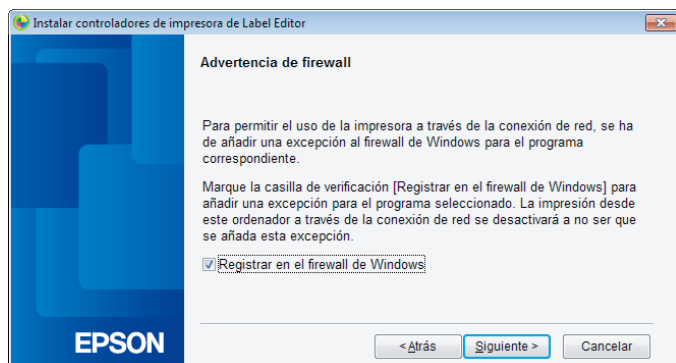 Instalar controladores de impresora de Label Editor
Advertencia de firewall
Para permitir el uso de la impresora a través de la conexión de red, se ha
de añadir una excepción al firewall de Windows para el programa
correspondiente.
Marque la casilla de verificación [Registrar en el firewall de Windows] para
añadir una excepción para el programa seleccionado. La impresión desde
este ordenador a través de la conexión de red se desactivará a no ser que
se añada esta excepción.
Registrar en el firewall de Windows
EPSON
< Atrás
Siguiente >
Cancelar